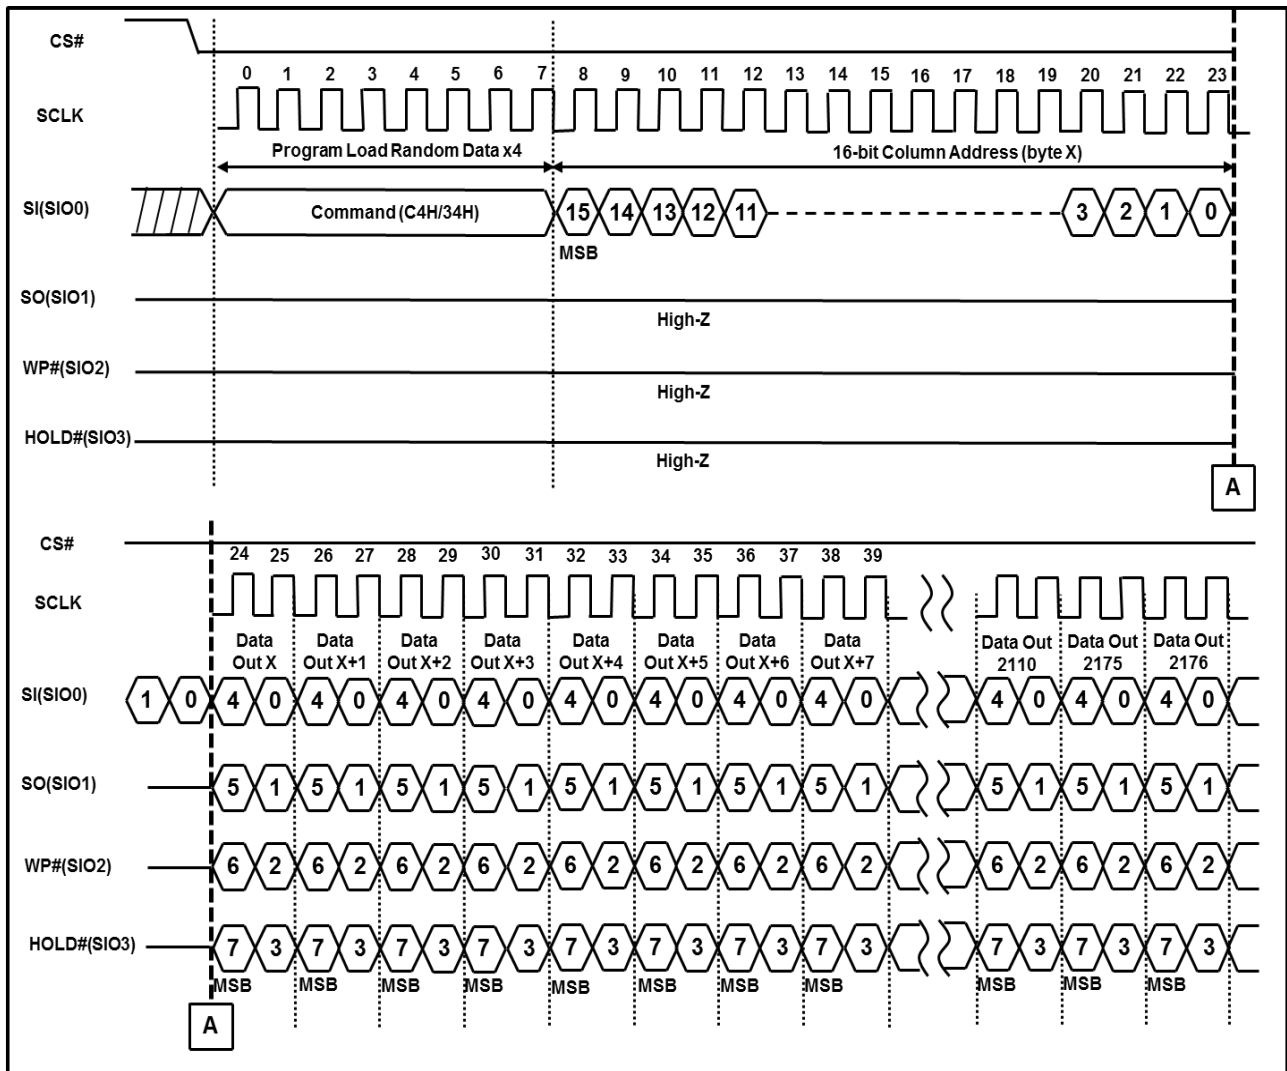 CS#
0 1 2 3 4 5 6 7 8 9 10 11 12 13 14 15 16 17 18 19 20 21 22 23
SCLK
Program Load Random Data x4 16-bit Column Address (byte X)
SI(SIO0) Command (C4H/34H) 15 14 13 12 11 3 2 1 0
MSB
SO(SIO1)
High-Z
WP#(SIO2)
High-Z
HOLD#(SIO3)
High-Z
A
CS#
24 25 26 27 28 29 30 31 32 33 34 35 36 37 38 39
SCLK
Data Data Data Data Data Data Data Data Data Out Data Out Data Out
Out X Out X+1 Out X+2 Out X+3 Out X+4 Out X+5 Out X+6 Out X+7 2110 2175 2176
SI(SIO0) 1 0 4 0 4 0 4 0 4 0 4 0 4 0 4 0 4 0 4 0 4 0 4 0
SO(SIO1) 5 1 5 1 5 1 5 1 5 1 5 1 5 1 5 1 5 1 5 1 5 1
WP#(SIO2) 6 2 6 2 6 2 6 2 6 2 6 2 6 2 6 2 6 2 6 2 6 2
HOLD#(SIO3) 7 3 7 3 7 3 7 3 7 3 7 3 7 3 7 3 7 3 7 3 7 3
MSB MSB MSB MSB MSB MSB MSB MSB MSB MSB MSB
A